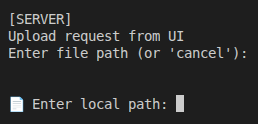 [SERVER]
Upload request from UI
Enter file path (or 'cancel'):
📄 Enter local path: